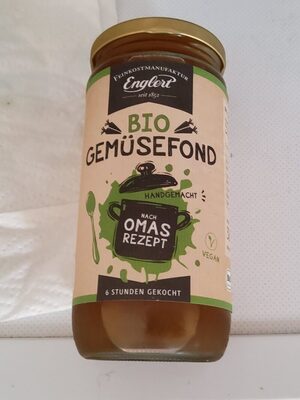 FEINKOSTMANUFAKTUR
Englert
seit 1852
BIO
GEMÜSEFOND
HANDGEMACHT
NACH
OMAS
REZEPT
VEGAN
6 STUNDEN GEKOCHT